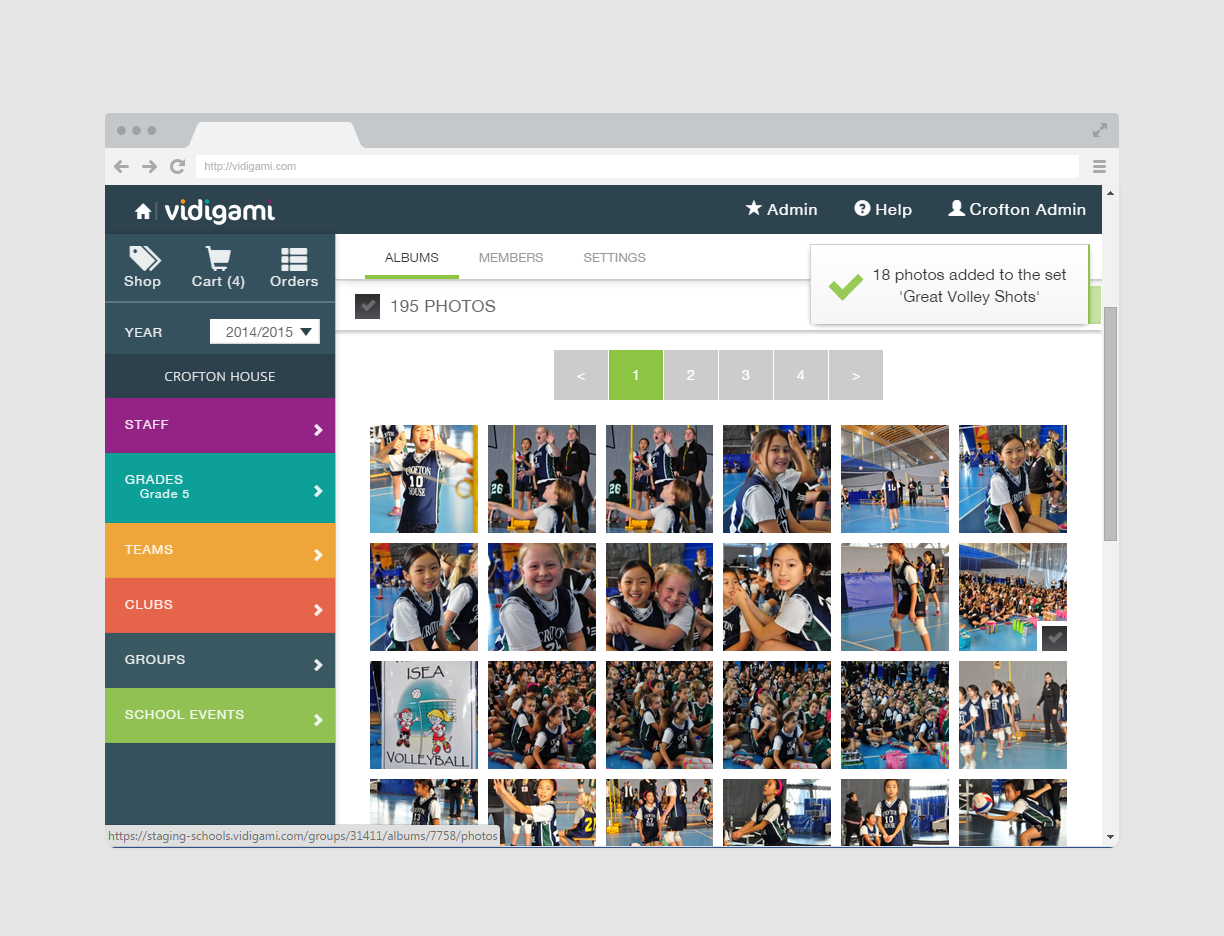 http://vidigami.com
vidigami
Admin
Help
Crofton Admin
Shop
Cart (4)
Orders
ALBUMS
MEMBERS
SETTINGS
18 photos added to the set
'Great Volley Shots'
195 PHOTOS
YEAR
2014/2015
CROFTON HOUSE
STAFF
GRADES
Grade 5
TEAMS
CLUBS
GROUPS
SCHOOL EVENTS
< 1 2 3 4 >
CROFTON
10
HOUSE
26
26
10
ISEA
VOLLEYBALL
https://staging-schools.vidigami.com/groups/31411/albums/7758/photos